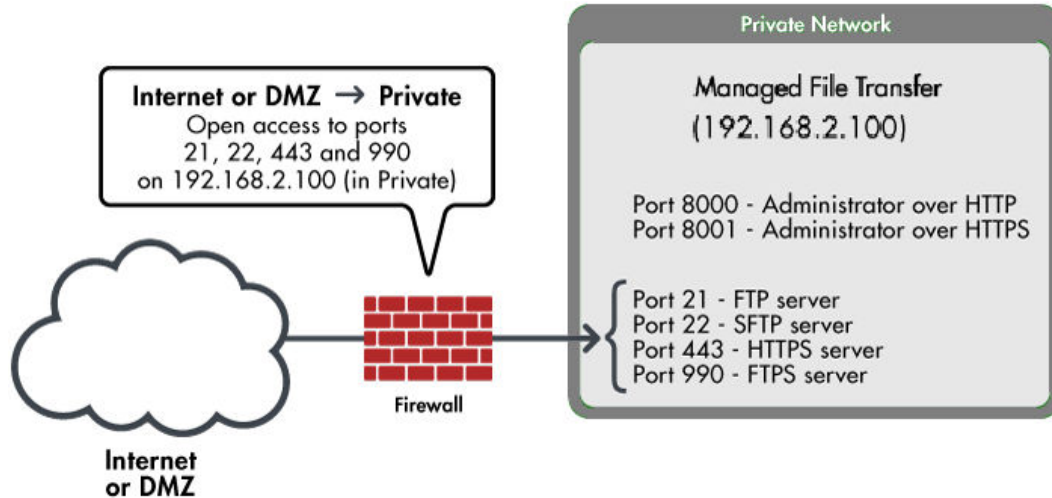 Private Network
Internet or DMZ → Private
Open access to ports
21, 22, 443 and 990
on 192.168.2.100 (in Private)
Managed File Transfer
(192.168.2.100)
Port 8000 - Administrator over HTTP
Port 8001 - Administrator over HTTPS
Port 21 - FTP server
Port 22 - SFTP server
Port 443 - HTTPS server
Port 990 - FTPS server
Firewall
Internet
or DMZ